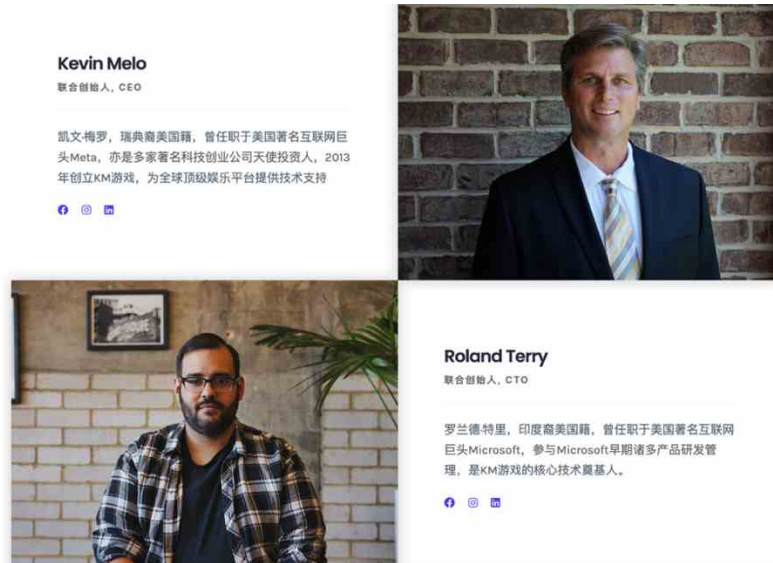 Kevin Melo
联合创始人, CEO
凯文·梅罗，瑞典裔美国籍，曾任职于美国著名互联网巨
头Meta，亦是多家著名科技创业公司天使投资人，2013
年创立KM游戏，为全球顶级娱乐平台提供技术支持
Roland Terry
联合创始人, CTO
罗兰德·特里，印度裔美国籍，曾任职于美国著名互联网
巨头Microsoft，参与Microsoft早期诸多产品研发管
理，是KM游戏的核心技术奠基人。